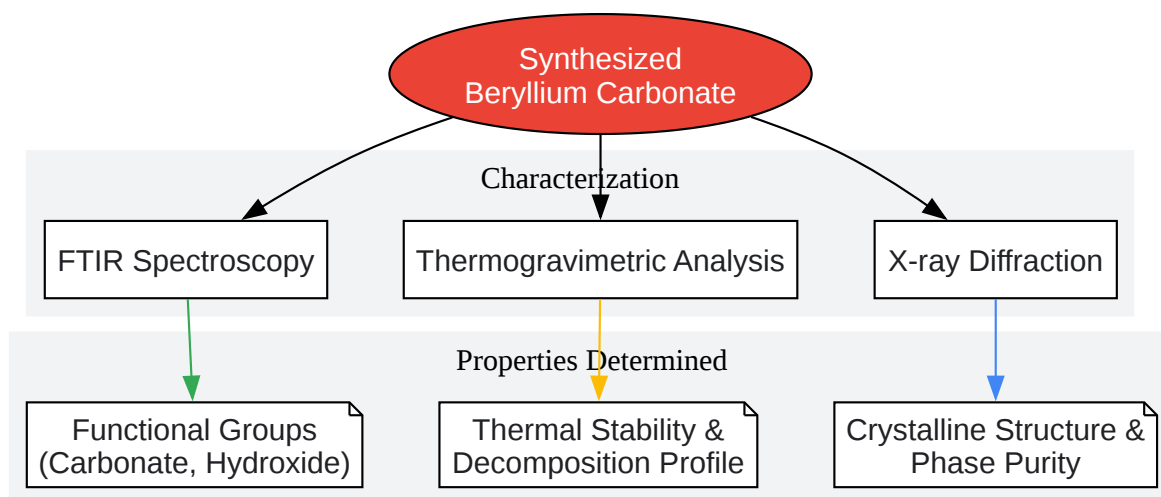 Synthesized
Beryllium Carbonate
Characterization
FTIR Spectroscopy
Thermogravimetric Analysis
X-ray Diffraction
Properties Determined
Functional Groups
(Carbonate, Hydroxide)
Thermal Stability &
Decomposition Profile
Crystalline Structure &
Phase Purity